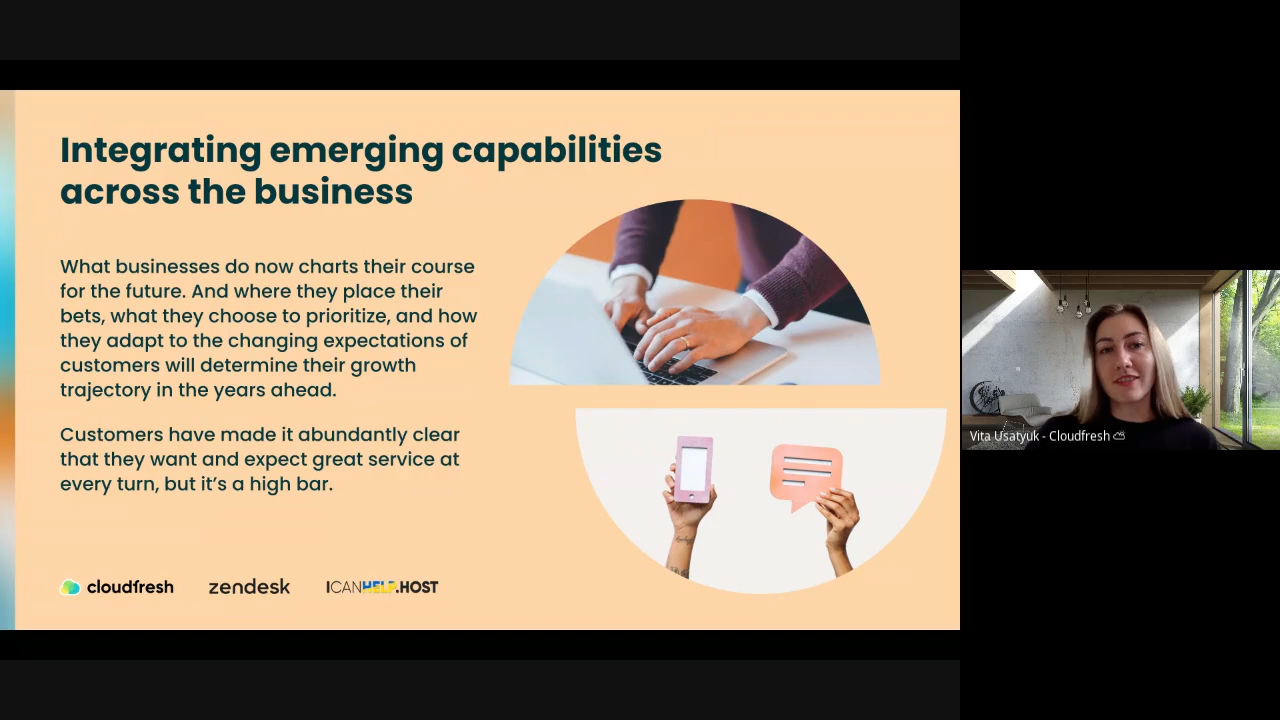 Integrating emerging capabilities
across the business
What businesses do now charts their course
for the future. And where they place their
bets, what they choose to prioritize, and how
they adapt to the changing expectations of
customers will determine their growth
trajectory in the years ahead.
Customers have made it abundantly clear
that they want and expect great service at
every turn, but it’s a high bar.
cloudfresh
zendesk
ICANHELP.HOST
Vita Usatyuk - Cloudfresh ⛅